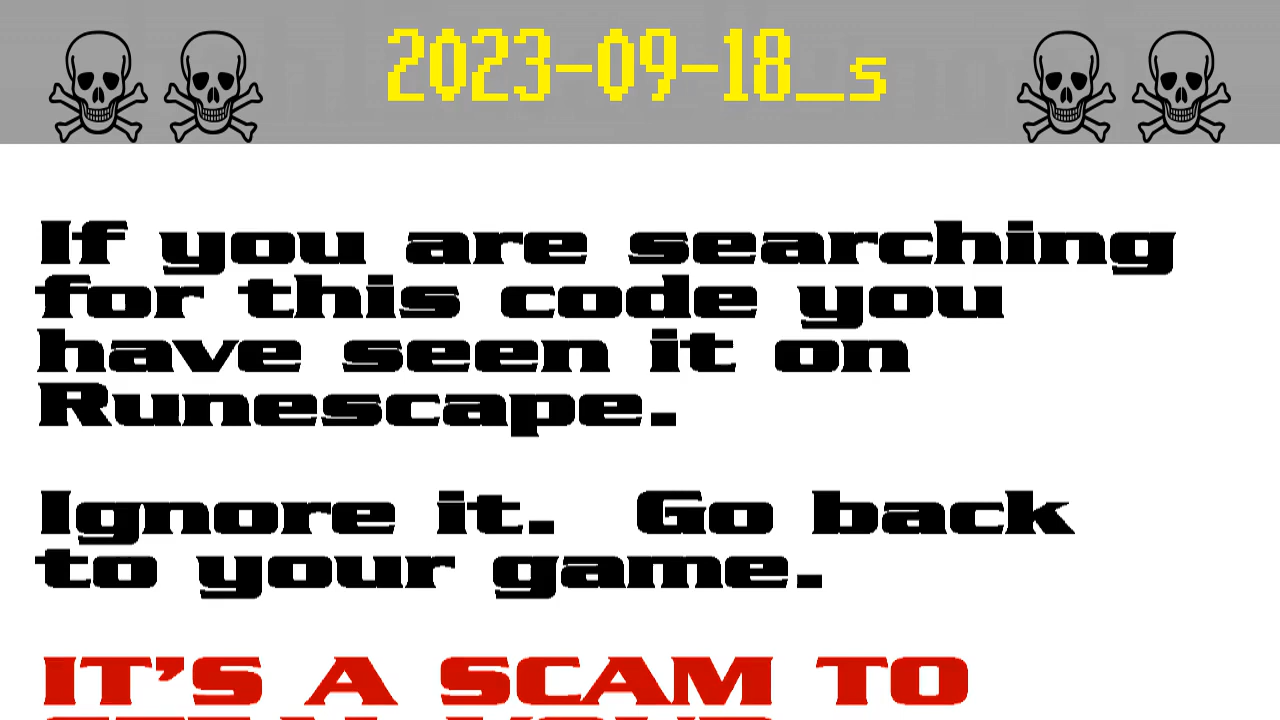 2023-09-18_s
If you are searching
for this code you
have seen it on
Runescape.
Ignore it. Go back
to your game.
IT'S A SCAM TO